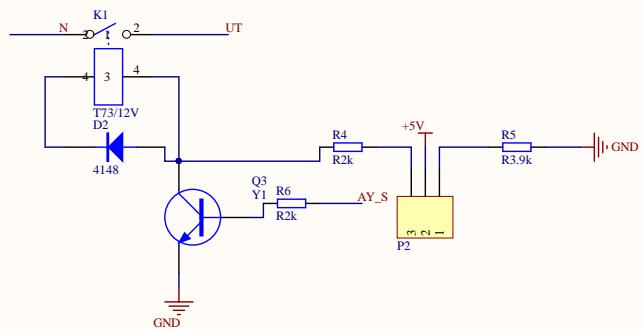 K1
N 2 1 2 UT
4 3 4
T73/12V
D2
4148
R4
R2k
+5V
R5
R3.9k
GND
Q3
Y1
R6
R2k
AY_S
3 2 1
P2
GND